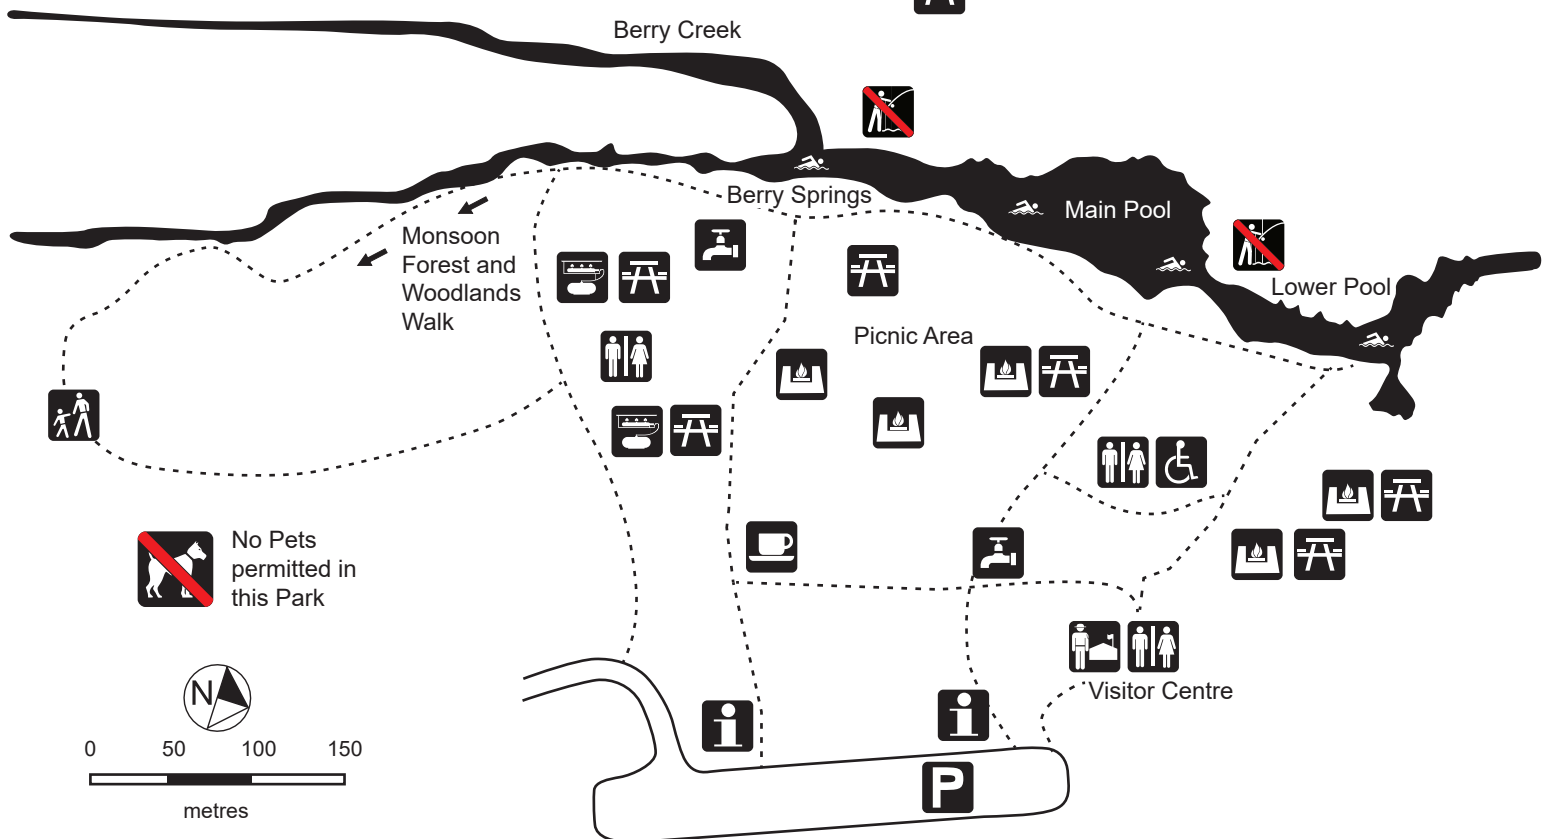 Berry Creek
Berry Springs
Main Pool
Lower Pool
Monsoon
Forest and
Woodlands
Walk
Picnic Area
No Pets
permitted in
this Park
Visitor Centre
N
0 50 100 150
metres
i
i
P